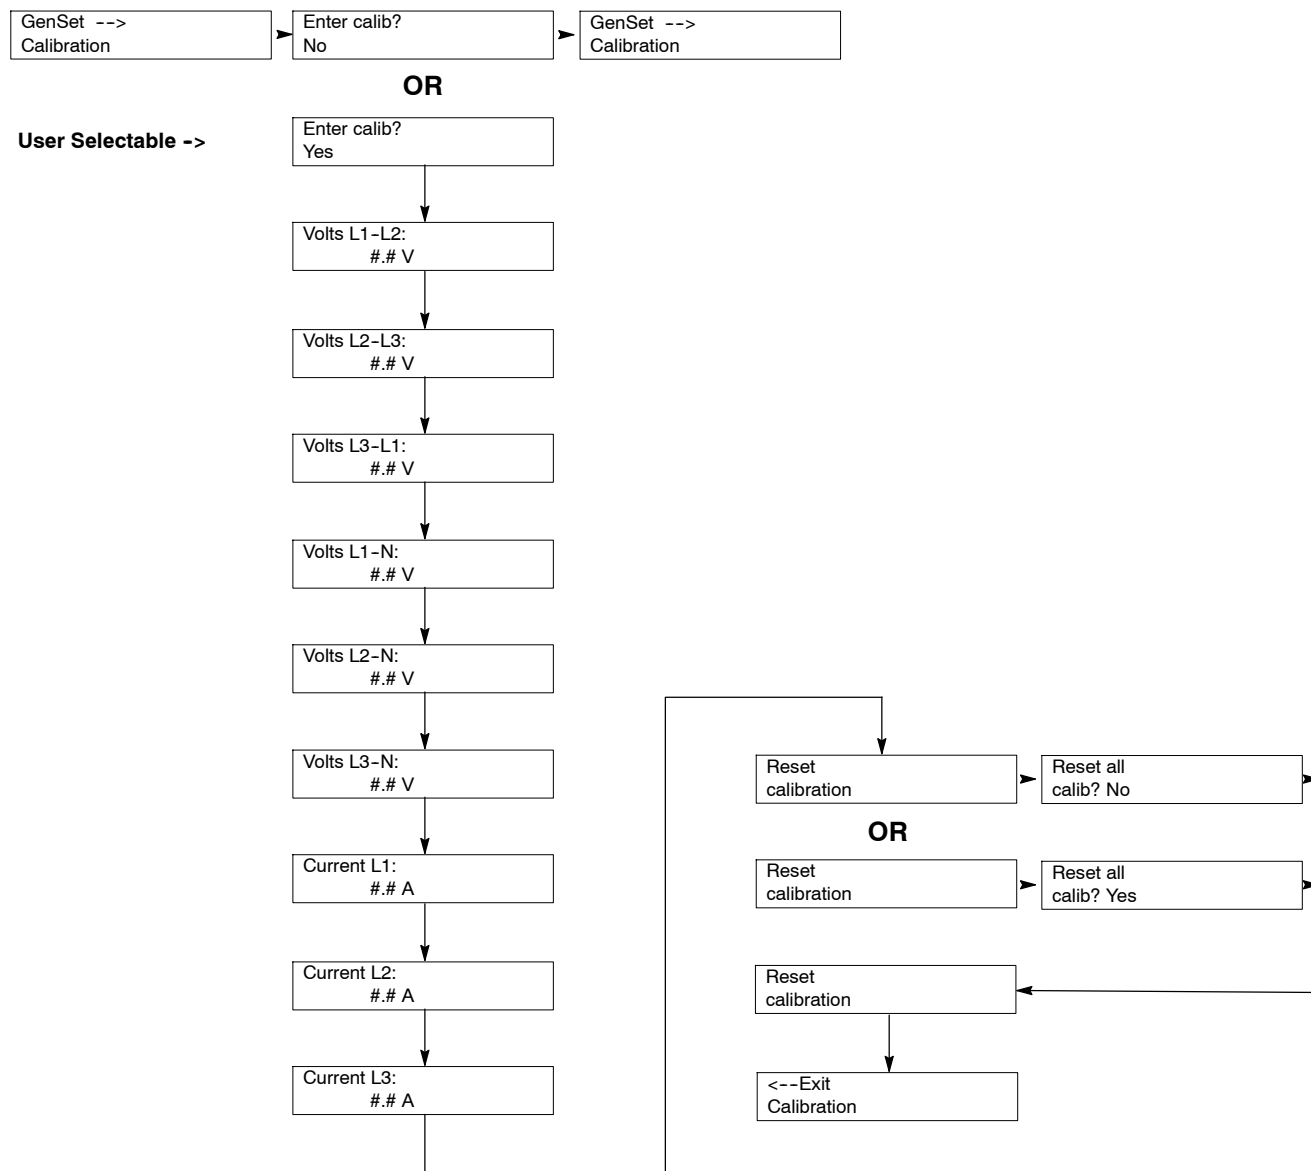 GenSet -->
Calibration
Enter calib?
No
GenSet -->
Calibration
OR
User Selectable ->
Enter calib?
Yes
Volts L1-L2:
#.# V
Volts L2-L3:
#.# V
Volts L3-L1:
#.# V
Volts L1-N:
#.# V
Volts L2-N:
#.# V
Volts L3-N:
#.# V
Current L1:
#.# A
Current L2:
#.# A
Current L3:
#.# A
Reset
calibration
Reset all
calib? No
OR
Reset
calibration
Reset all
calib? Yes
Reset
calibration
<--Exit
Calibration